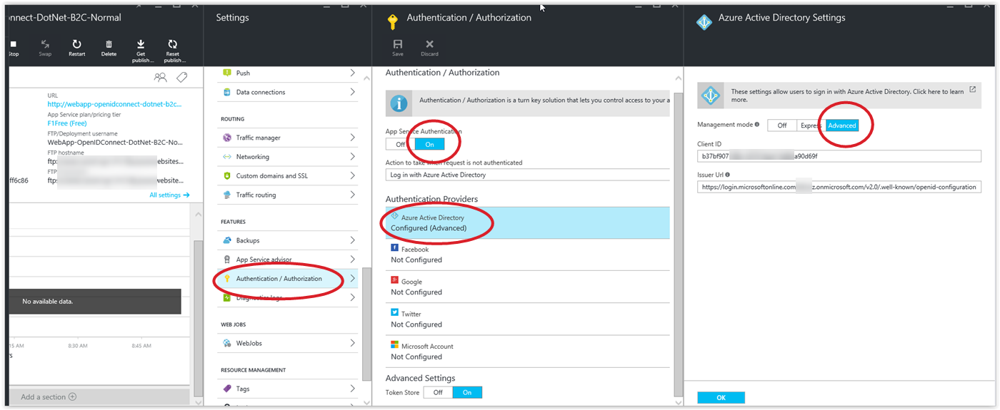 onnect-DotNet-B2C-Normal
Stop
Swap
Restart
Delete
Get publish...
Reset publish...
URL
http://webapp-openidconnect-dotnet-b2c...
App Service plan/pricing tier
F1Free (Free)
FTP/Deployment username
WebApp-OpenIDConnect-DotNet-B2C-No...
FTP hostname
ftp: websites...
FTP
ff6c86
ftps websites...
All settings →
No available data.
:15 AM
8:30 AM
8:45 AM
Add a section
Settings
Push
Data connections
ROUTING
Traffic manager
Networking
Custom domains and SSL
Traffic routing
FEATURES
Backups
App Service advisor
Authentication / Authorization
Diagnostics logs
WEB JOBS
WebJobs
RESOURCE MANAGEMENT
Tags
Authentication / Authorization
Save
Discard
Authentication / Authorization
Authentication / Authorization is a turn key solution that lets you control access to your a
App Service Authentication
Off
On
Action to take when request is not authenticated
Log in with Azure Active Directory
Authentication Providers
Azure Active Directory
Configured (Advanced)
Facebook
Not Configured
Google
Not Configured
Twitter
Not Configured
Microsoft Account
Not Configured
Advanced Settings
Token Store
Off
On
Azure Active Directory Settings
These settings allow users to sign in with Azure Active Directory. Click here to learn
more.
Management mode
Off
Express
Advanced
Client ID
b37bf907 a90d69f
Issuer Url
https://login.microsoftonline.com z.onmicrosoft.com/v2.0/.well-known/openid-configuration
OK